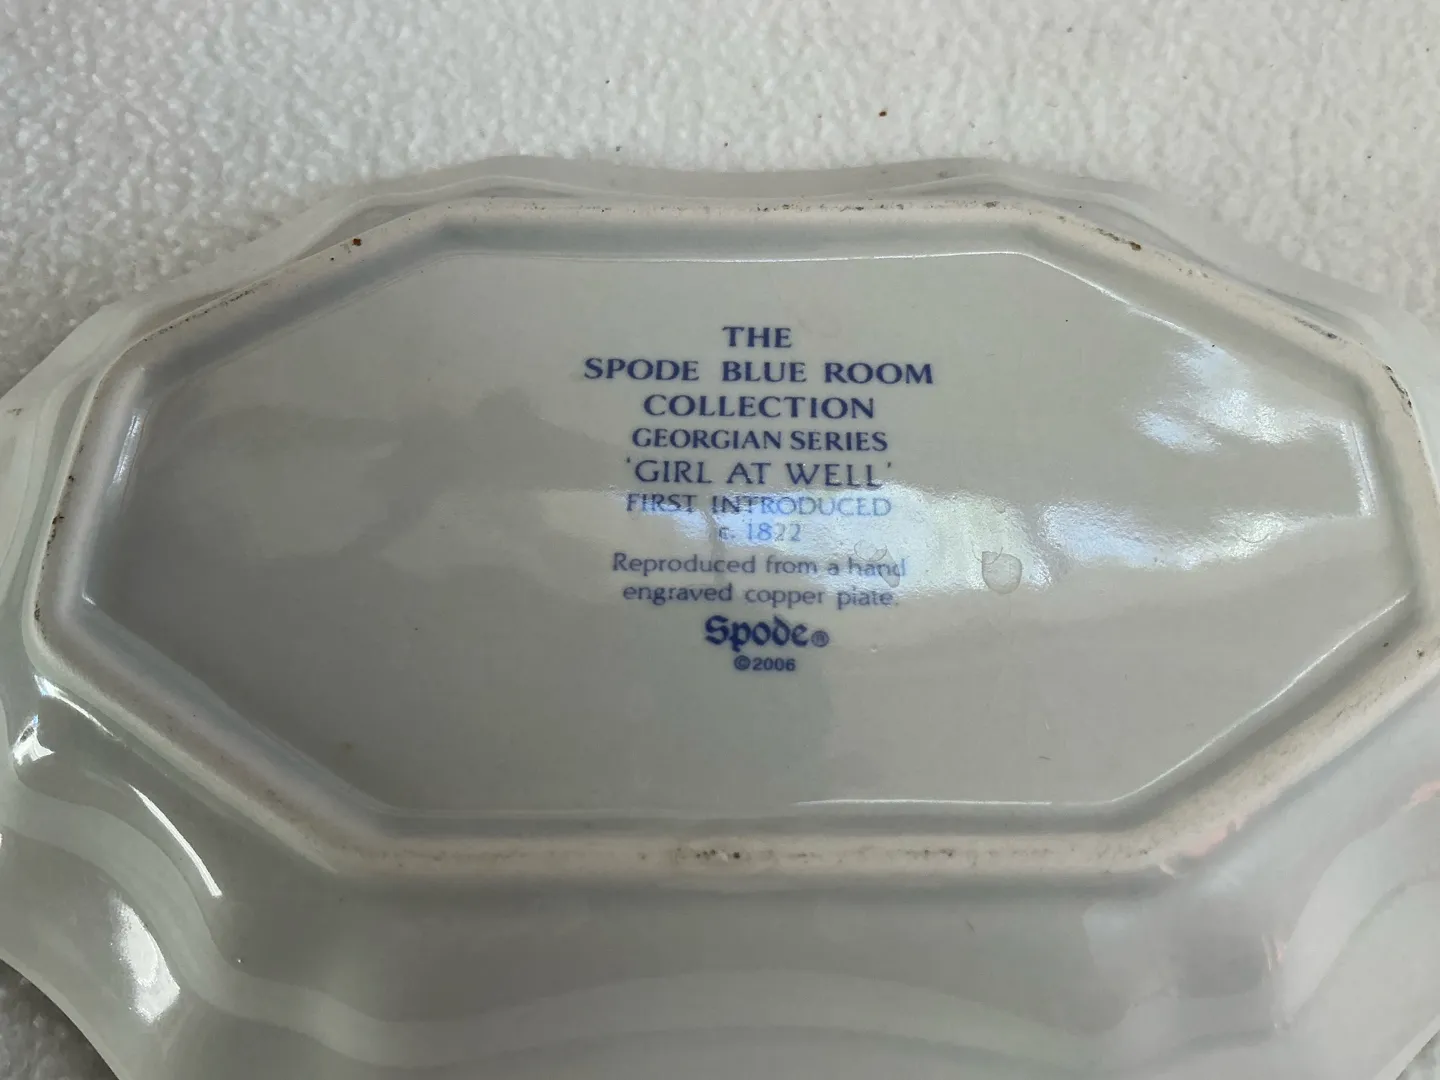 THE
SPODE BLUE ROOM
COLLECTION
GEORGIAN SERIES
'GIRL AT WELL'
FIRST INTRODUCED
c. 1822
Reproduced from a hand
engraved copper plate.
Spode®
©2006